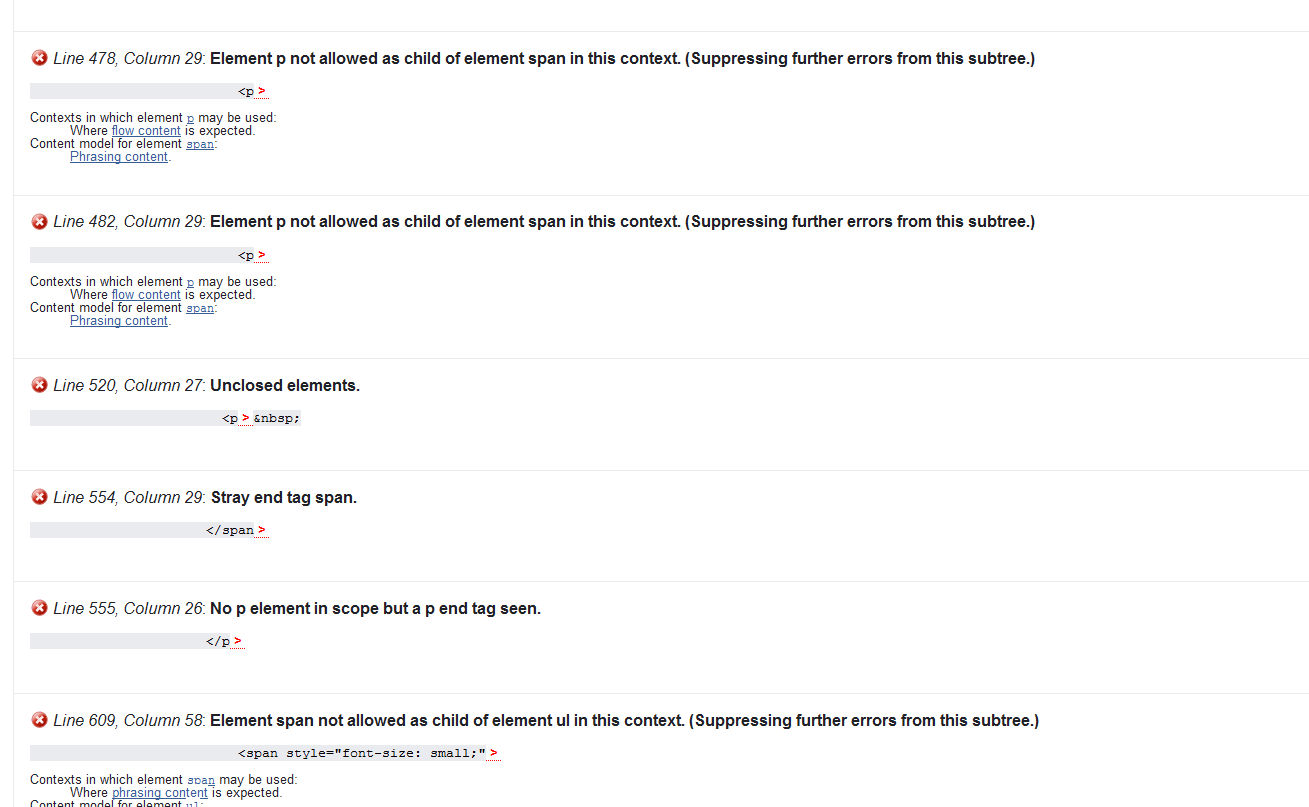 Line 478, Column 29: Element p not allowed as child of element span in this context. (Suppressing further errors from this subtree.)
<p>
Contexts in which element p may be used:
Where flow content is expected.
Content model for element span:
Phrasing content.
Line 482, Column 29: Element p not allowed as child of element span in this context. (Suppressing further errors from this subtree.)
<p>
Contexts in which element p may be used:
Where flow content is expected.
Content model for element span:
Phrasing content.
Line 520, Column 27: Unclosed elements.
<p>&nbsp;
Line 554, Column 29: Stray end tag span.
</span>
Line 555, Column 26: No p element in scope but a p end tag seen.
</p>
Line 609, Column 58: Element span not allowed as child of element ul in this context. (Suppressing further errors from this subtree.)
<span style="font-size: small;">
Contexts in which element span may be used:
Where phrasing content is expected.
Content model for element ul: